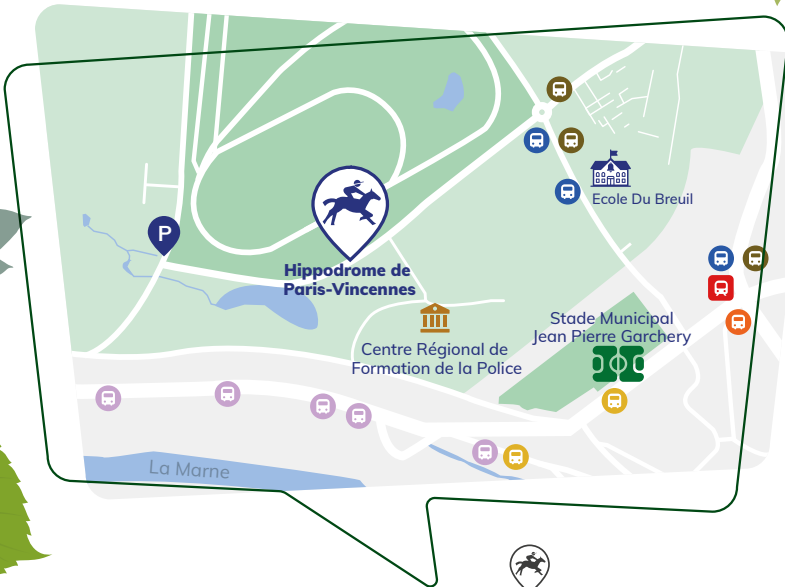 Ecole Du Breuil
P
Hippodrome de
Paris-Vincennes
Stade Municipal
Jean Pierre Garchery
Centre Régional de
Formation de la Police
La Marne